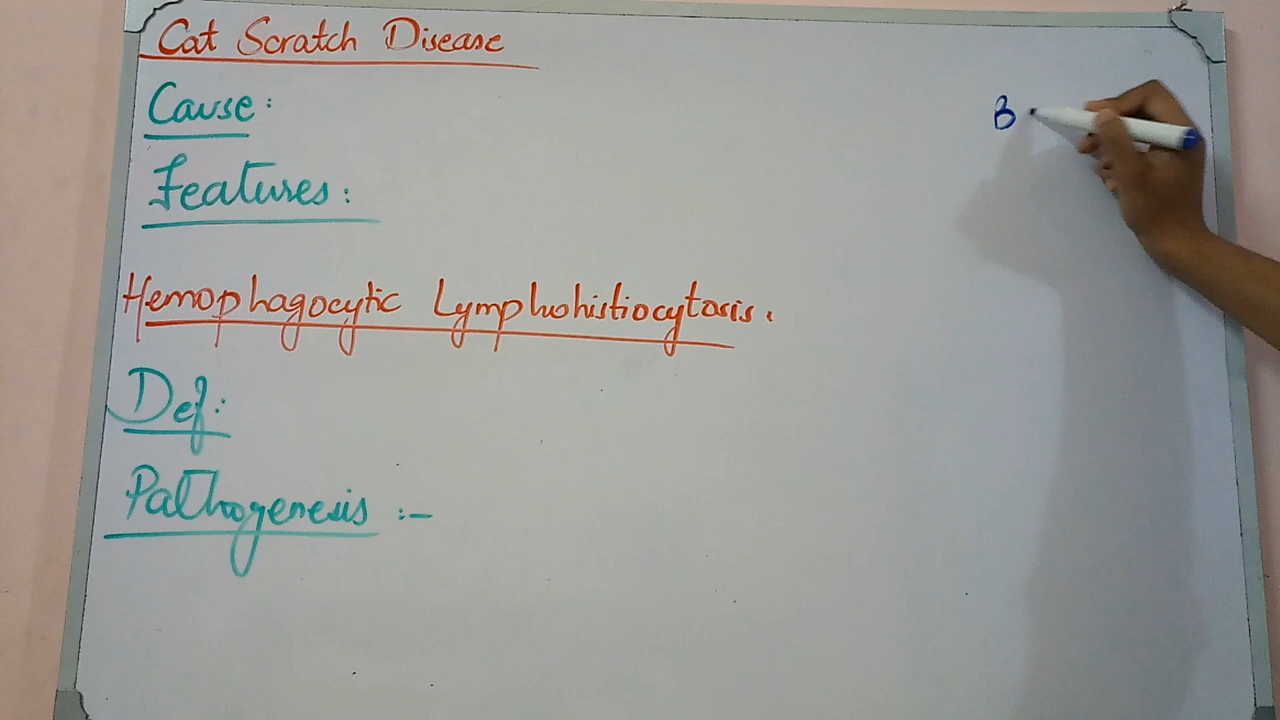 Cat Scratch Disease
Cause:
B
Features:
Hemophagocytic Lymphohistiocytosis.
Def:
Pathogenesis :-